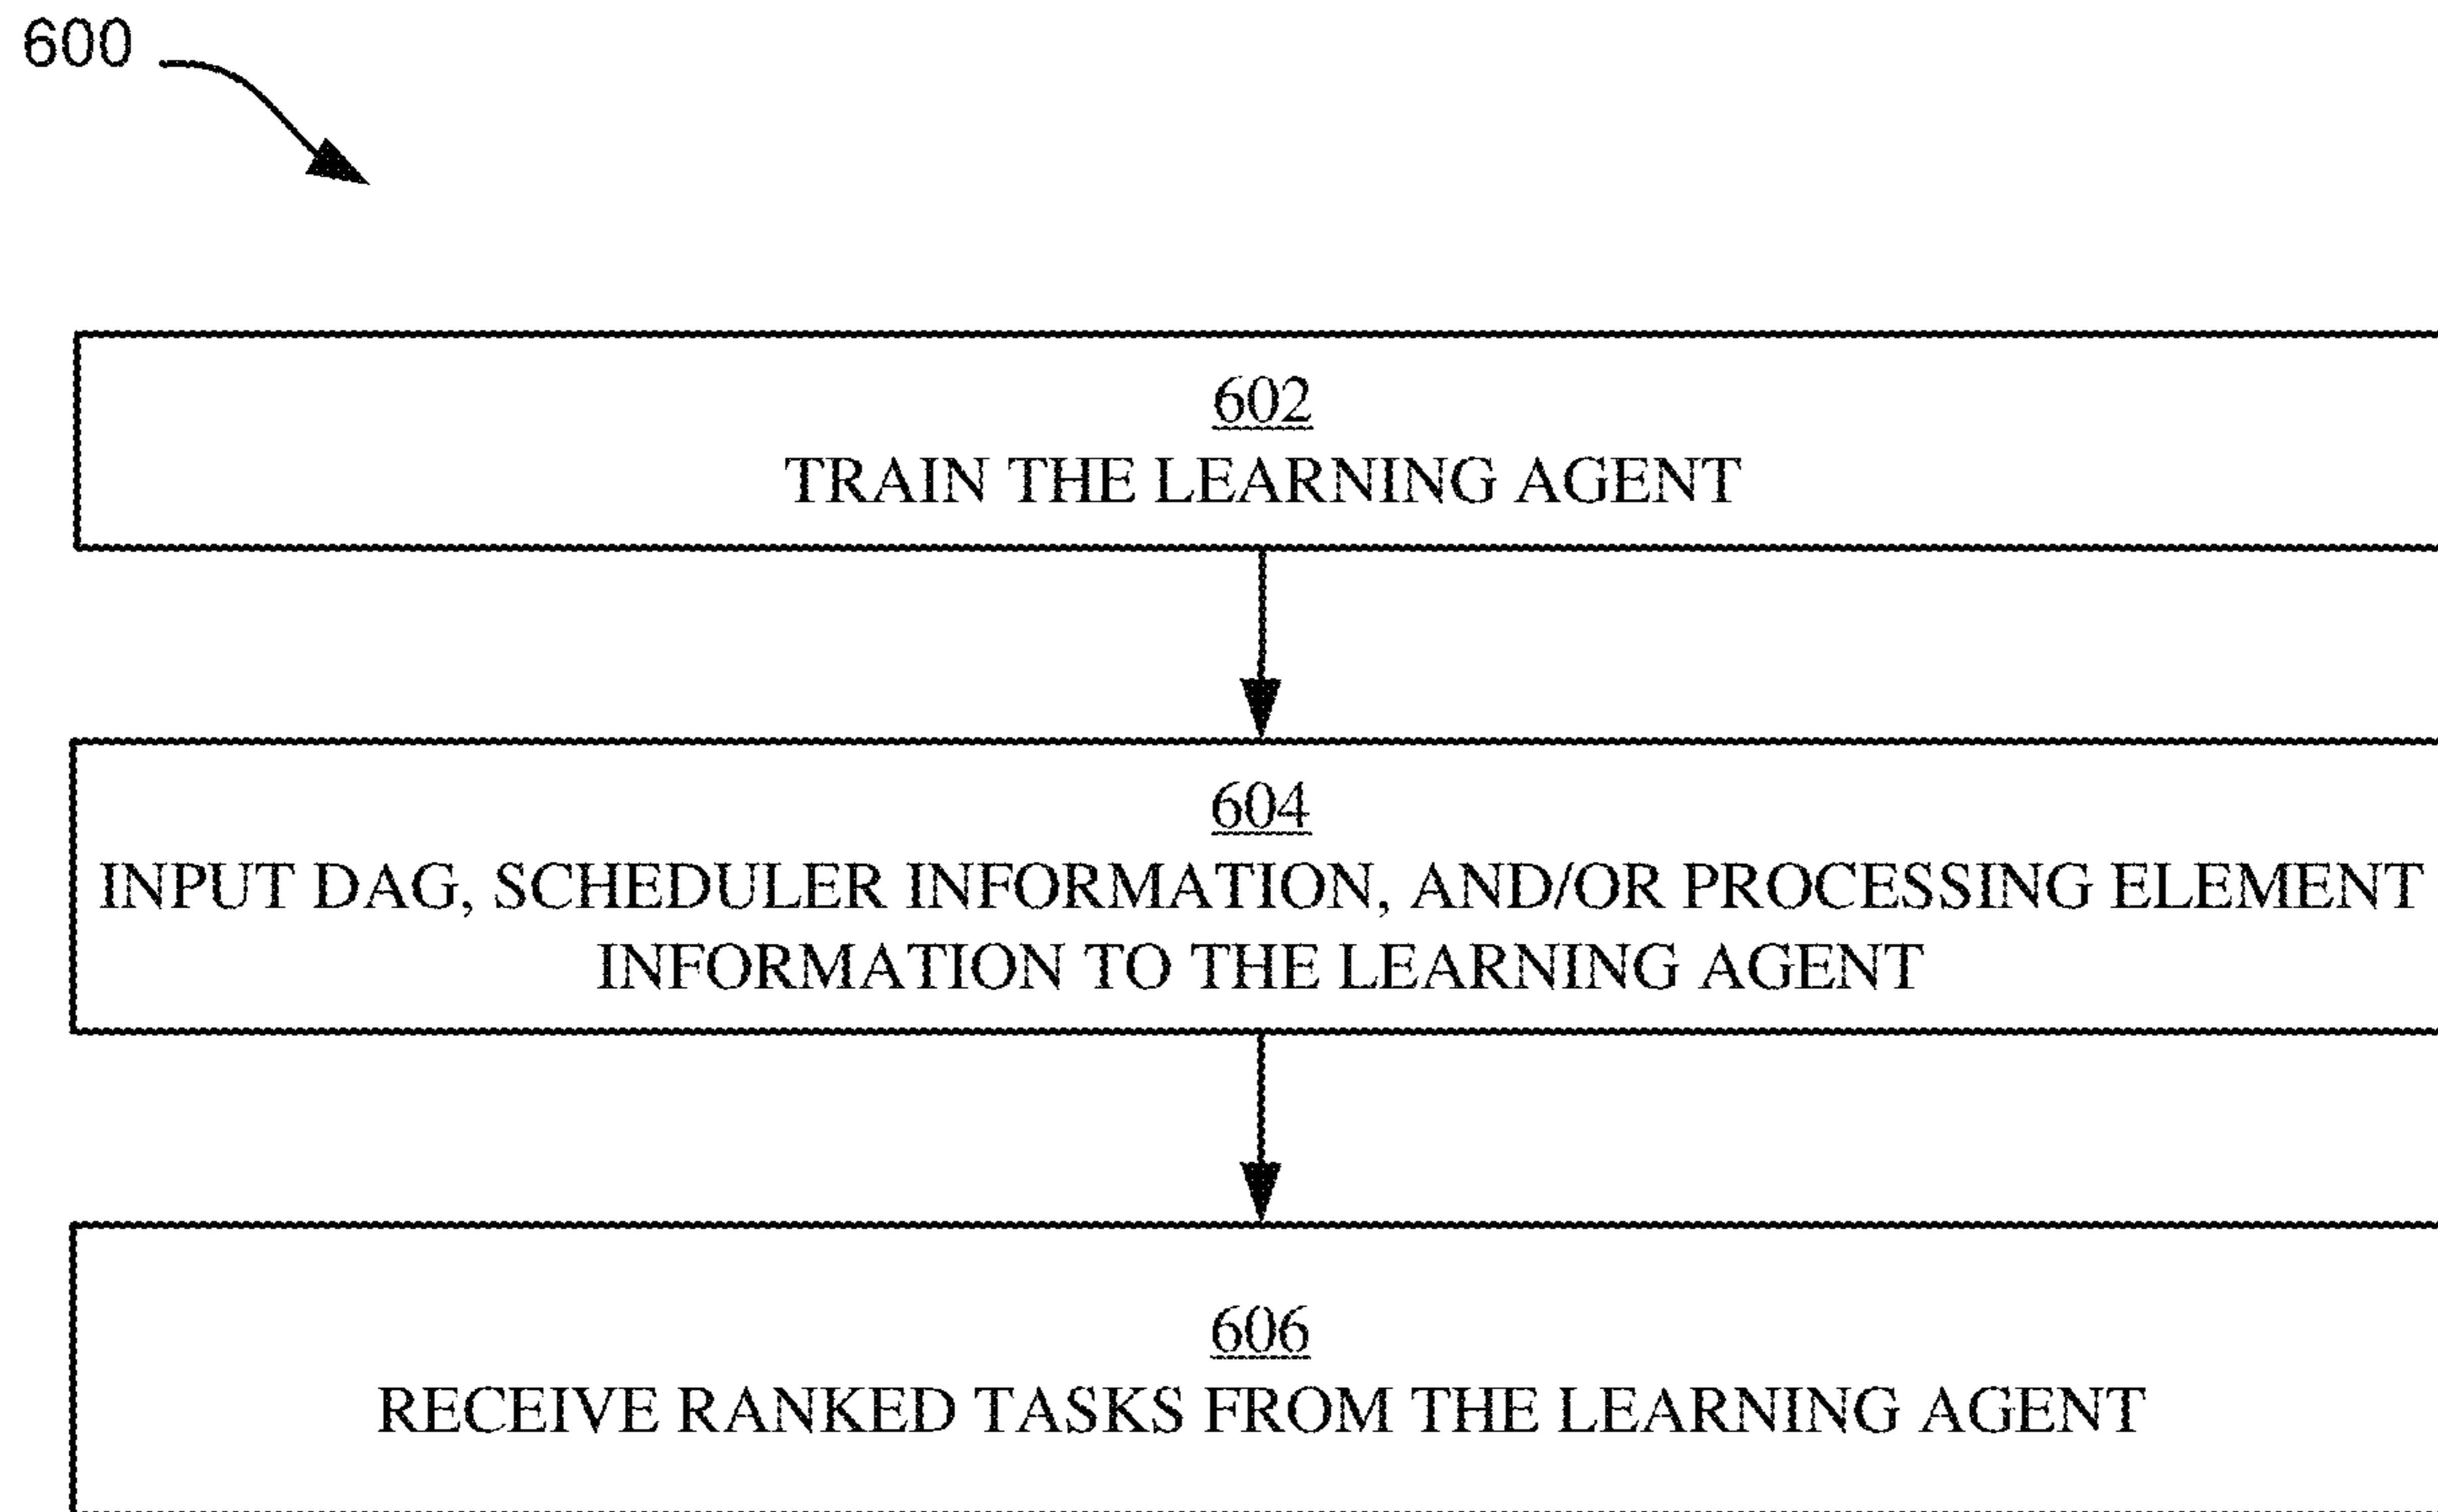 600
602
TRAIN THE LEARNING AGENT
604
INPUT DAG, SCHEDULER INFORMATION, AND/OR PROCESSING ELEMENT
INFORMATION TO THE LEARNING AGENT
606
RECEIVE RANKED TASKS FROM THE LEARNING AGENT